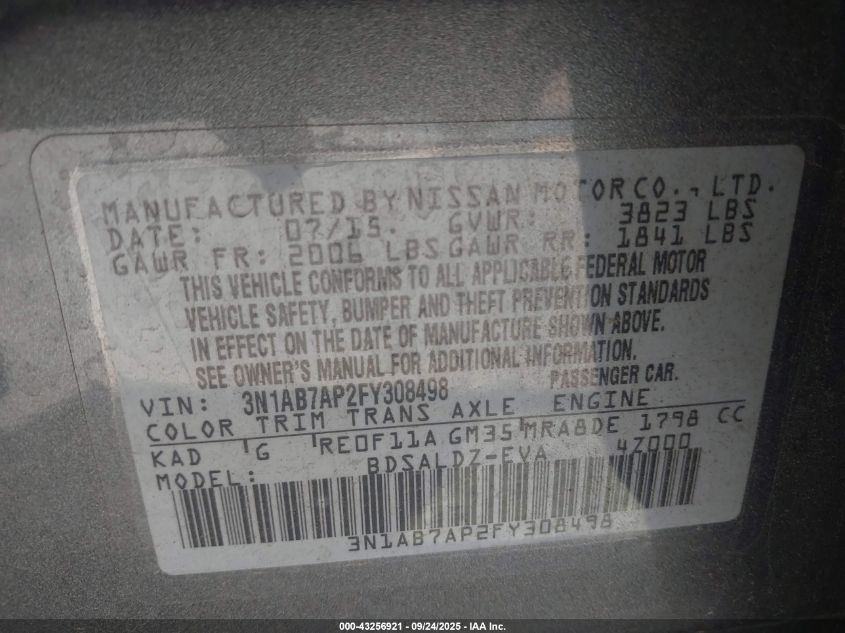 MANUFACTURED BY NISSAN MOTOR CO., LTD.
DATE: 07/15. GVWR: 3823 LBS
GAWR FR: 2006 LBS GAWR RR: 1841 LBS
THIS VEHICLE CONFORMS TO ALL APPLICABLE FEDERAL MOTOR
VEHICLE SAFETY, BUMPER AND THEFT PREVENTION STANDARDS
IN EFFECT ON THE DATE OF MANUFACTURE SHOWN ABOVE.
SEE OWNER'S MANUAL FOR ADDITIONAL INFORMATION.
VIN: 3N1AB7AP2FY308498 PASSENGER CAR.
COLOR TRIM TRANS AXLE ENGINE
KAD G RE0F11A GM35 MRA8DE 1798 CC
MODEL: BDSALDZ-EVA 4Z000
3N1AB7AP2FY308498
000-43256921 - 09/24/2025 - IAA Inc.